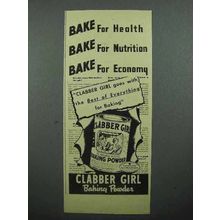 BAKE For Health
BAKE For Nutrition
BAKE For Economy
"CLABBER GIRL goes with
the Best of Everything
for Baking"
CLABBER GIRL
BAKING POWDER
CLABBER GIRL
Baking Powder